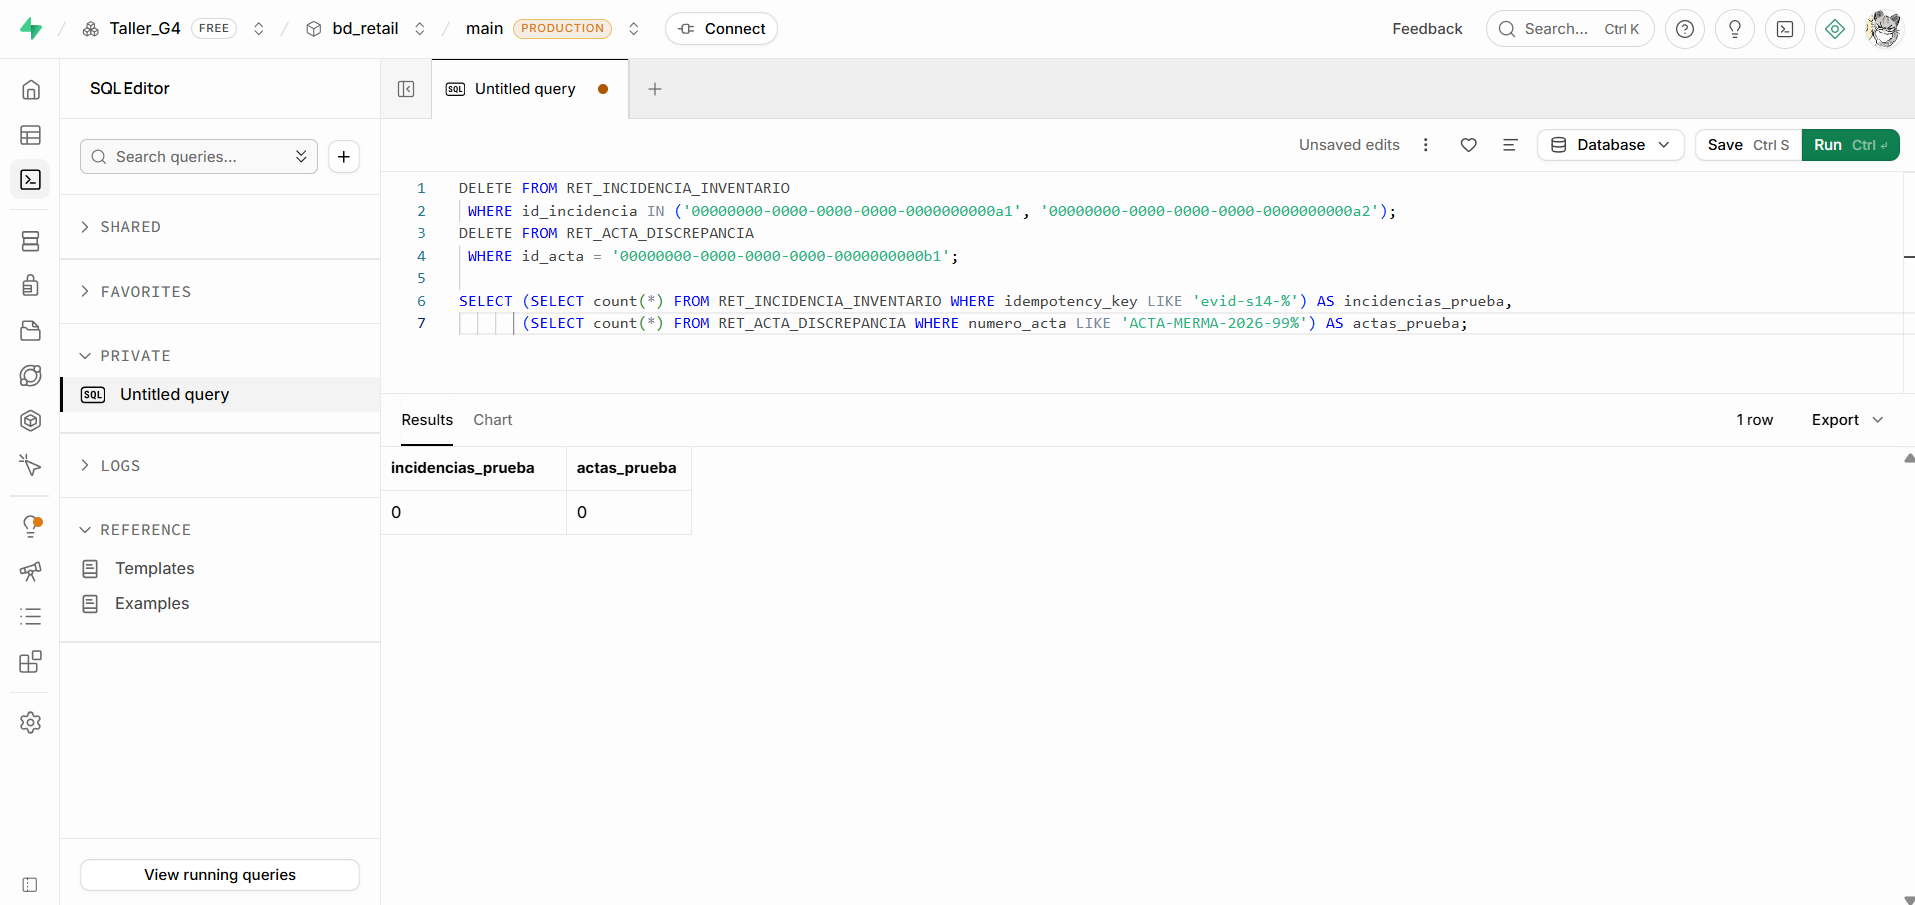 Taller_G4 FREE / bd_retail / main PRODUCTION Connect Feedback Search... Ctrl K
SQL Editor
SQL Untitled query
Search queries...
Unsaved edits Database Save Ctrl S Run Ctrl ↵
SHARED
FAVORITES
PRIVATE
SQL Untitled query
LOGS
REFERENCE
Templates
Examples
View running queries
1 DELETE FROM RET_INCIDENCIA_INVENTARIO
2 WHERE id_incidencia IN ('00000000-0000-0000-0000-0000000000a1', '00000000-0000-0000-0000-0000000000a2');
3 DELETE FROM RET_ACTA_DISCREPANCIA
4 WHERE id_acta = '00000000-0000-0000-0000-0000000000b1';
5
6 SELECT (SELECT count(*) FROM RET_INCIDENCIA_INVENTARIO WHERE idempotency_key LIKE 'evid-s14-%') AS incidencias_prueba,
7 (SELECT count(*) FROM RET_ACTA_DISCREPANCIA WHERE numero_acta LIKE 'ACTA-MERMA-2026-99%') AS actas_prueba;
Results Chart 1 row Export
incidencias_prueba actas_prueba
0 0